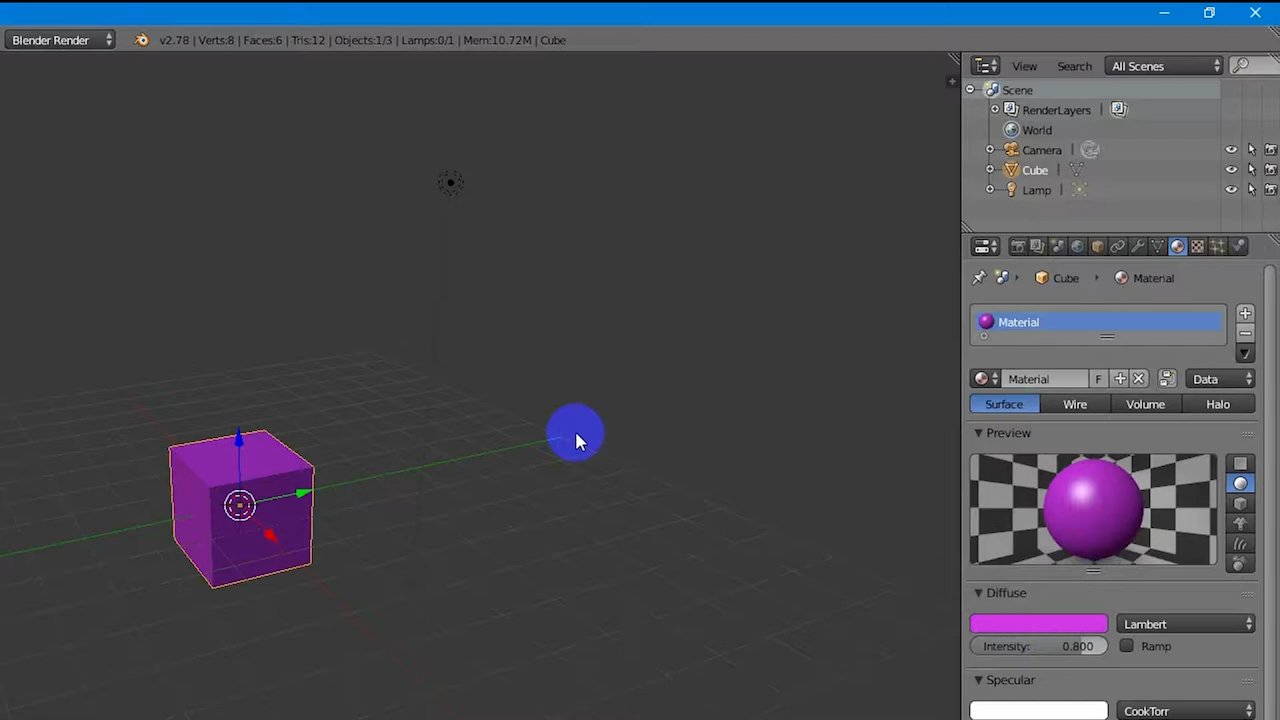 Blender Render v2.78 | Verts:8 | Faces:6 | Tris:12 | Objects:1/3 | Lamps:0/1 | Mem:10.72M | Cube
View Search All Scenes
Scene
RenderLayers |
World
Camera |
Cube |
Lamp |
Cube Material
Material
Material F Data
Surface Wire Volume Halo
Preview
Diffuse
Lambert
Intensity: 0.800 Ramp
Specular
CookTorr